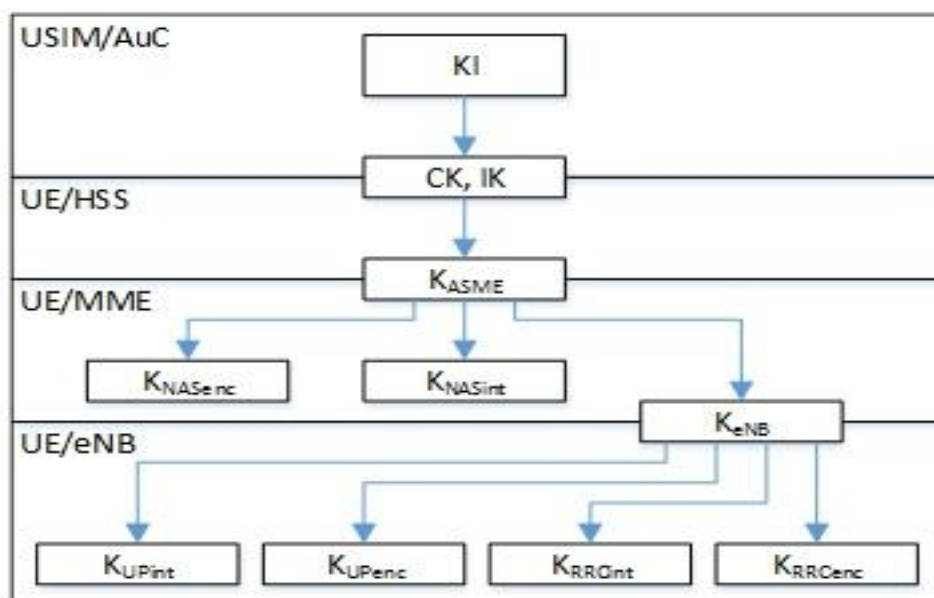 USIM/AuC
KI
CK, IK
UE/HSS
KASME
UE/MME
KNASenc
KNASint
KeNB
UE/eNB
KUPint
KUPenc
KRRCint
KRRCenc